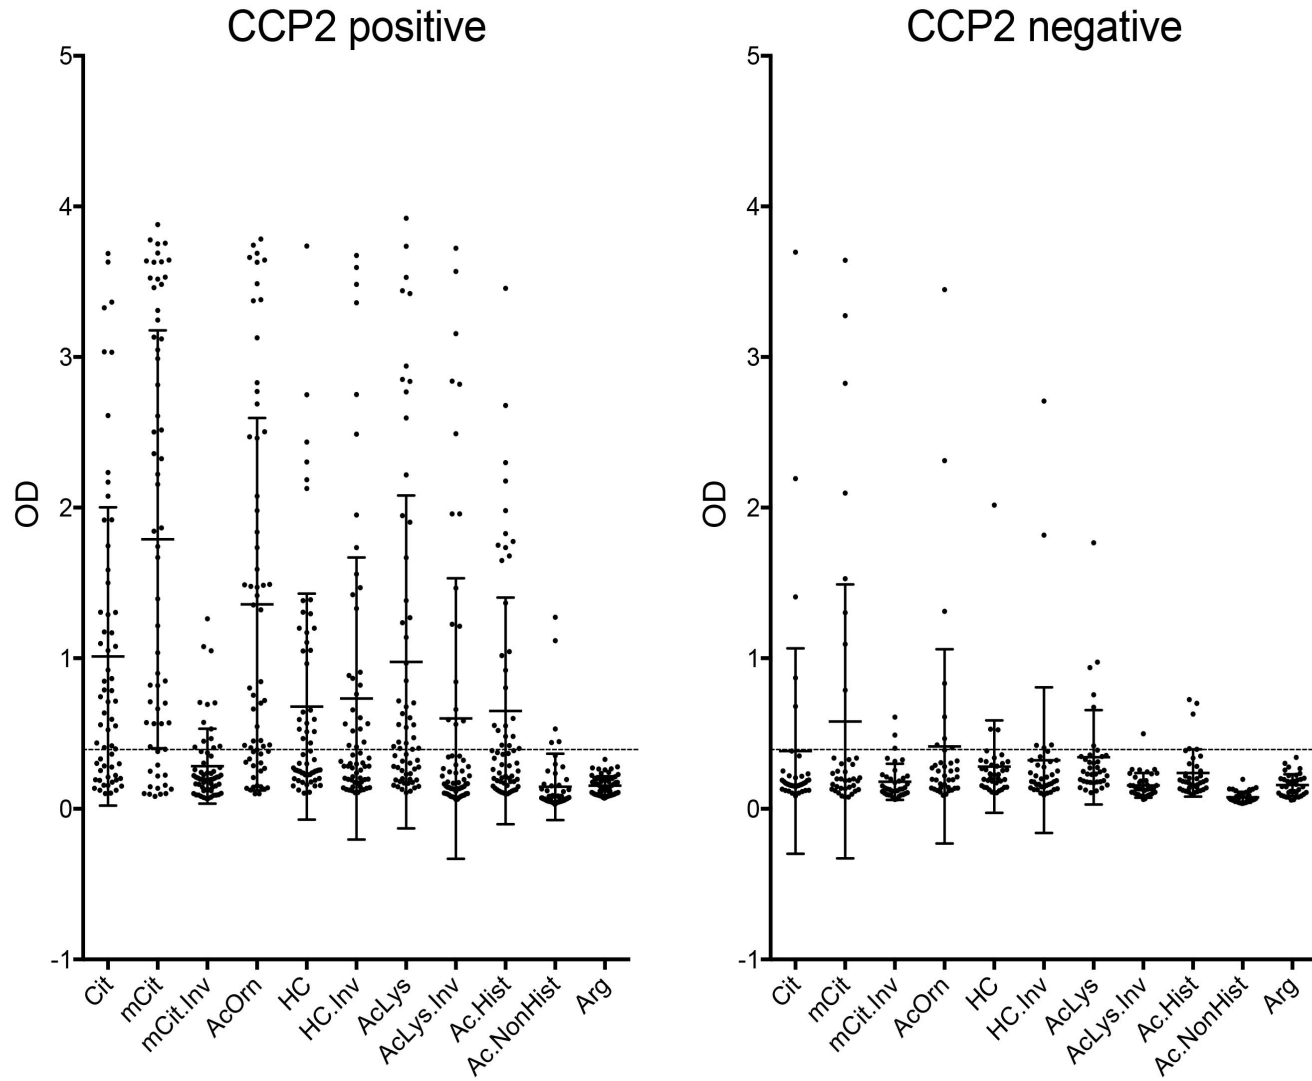 CCP2 positive
5
4
3
2
1
0
-1
OD
Cit
mCit
mCit.Inv
AcOrn
HC
HC.Inv
AcLys
AcLys.Inv
Ac.Hist
Ac.NonHist
Arg
CCP2 negative
5
4
3
2
1
0
-1
OD
Cit
mCit
mCit.Inv
AcOrn
HC
HC.Inv
AcLys
AcLys.Inv
Ac.Hist
Ac.NonHist
Arg